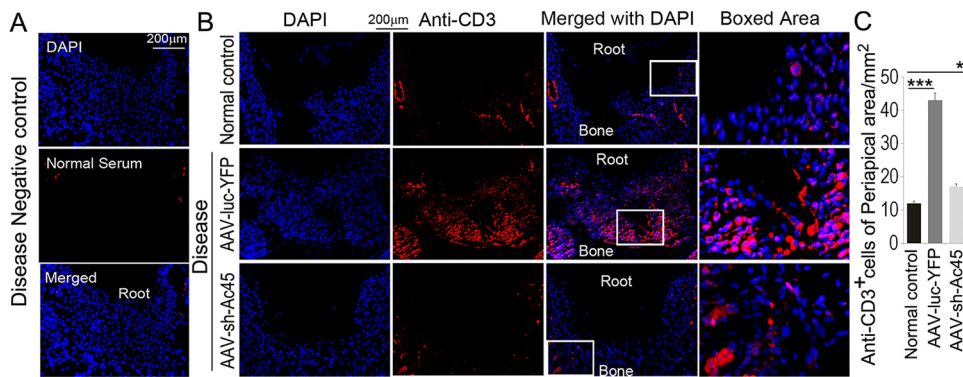 A
Disease Negative control
DAPI
200μm
Normal Serum
Merged
Root
B
DAPI
200μm
Anti-CD3
Merged with DAPI
Boxed Area
Normal control
Root
Bone
Disease
AAV-luc-YFP
Root
Bone
AAV-sh-Ac45
Bone
C
Anti-CD3+cells of Periapical area/mm2
50
40
30
20
10
0
***
*
Normal control
AAV-luc-YFP
AAV-sh-Ac45